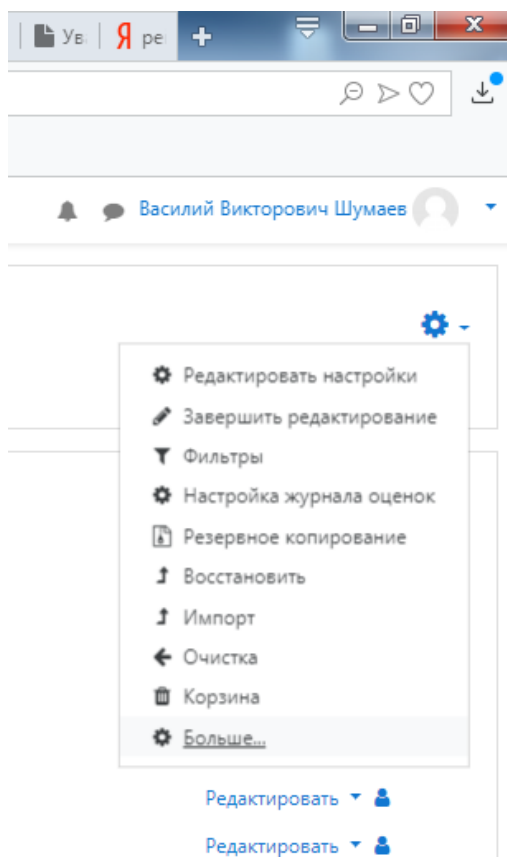 Ув Я ре
Василий Викторович Шумаев
Редактировать настройки
Завершить редактирование
Фильтры
Настройка журнала оценок
Резервное копирование
Восстановить
Импорт
Очистка
Корзина
Больше...
Редактировать
Редактировать